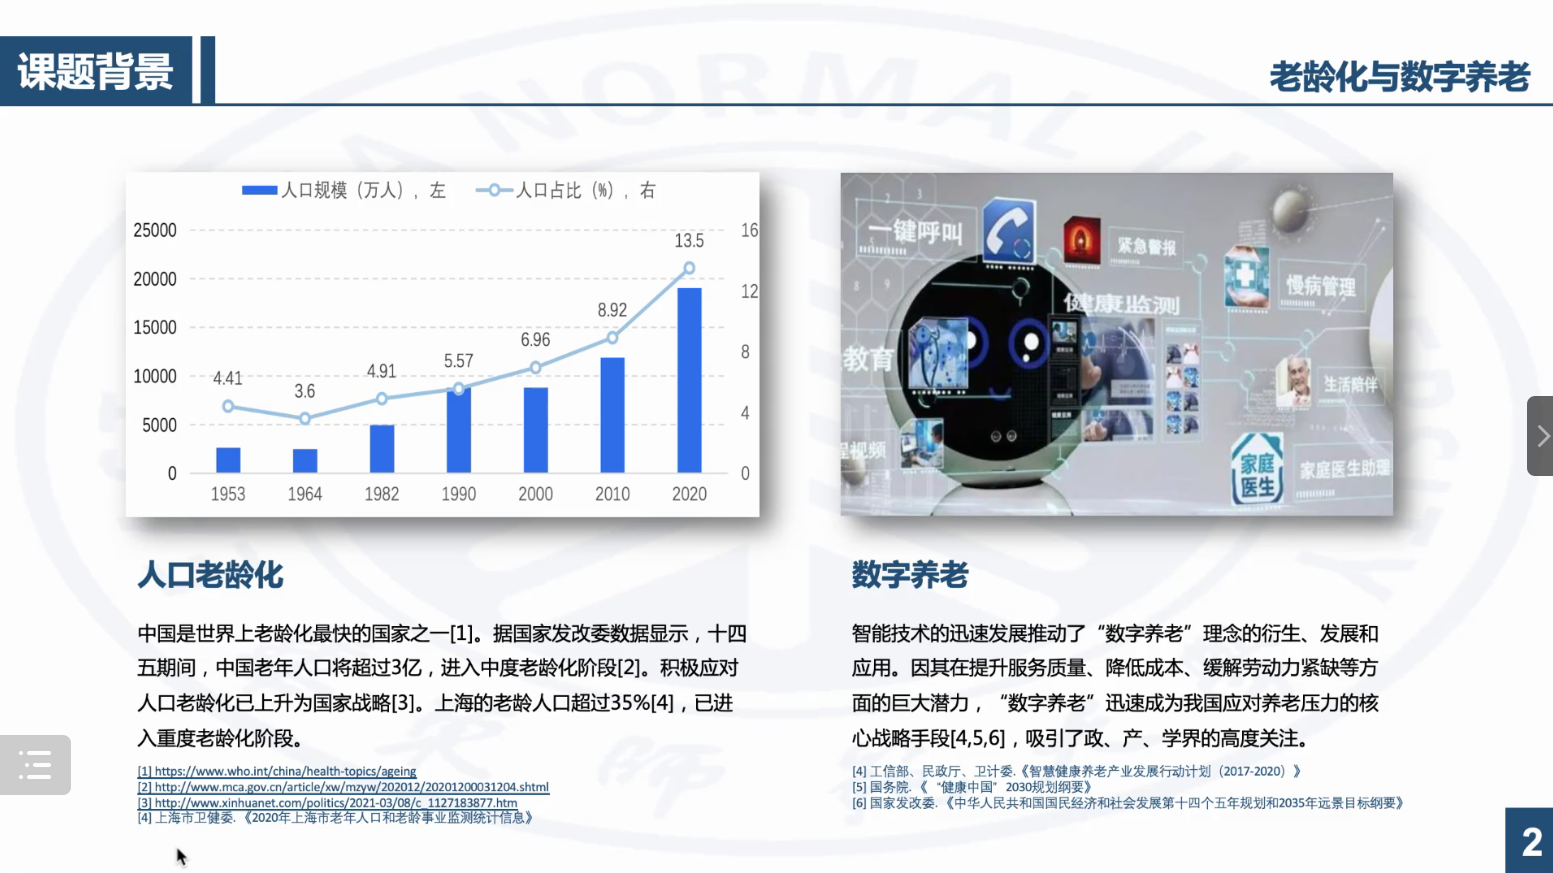 课题背景
老龄化与数字养老
人口规模（万人）, 左
人口占比（%）, 右
25000
20000
15000
10000
5000
0
16
12
8
4
0
4.41
3.6
4.91
5.57
6.96
8.92
13.5
1953 1964 1982 1990 2000 2010 2020
一键呼叫
紧急警报
健康监测
慢病管理
教育
生活陪伴
程视频
家庭
医生
家庭医生助理
人口老龄化
中国是世界上老龄化最快的国家之一[1]。据国家发改委数据显示，十四
五期间，中国老年人口将超过3亿，进入中度老龄化阶段[2]。积极应对
人口老龄化已上升为国家战略[3]。上海的老龄人口超过35%[4]，已进
入重度老龄化阶段。
[1] https://www.who.int/china/health-topics/ageing
[2] http://www.mca.gov.cn/article/xw/mzyw/202012/20201200031204.shtml
[3] http://www.xinhuanet.com/politics/2021-03/08/c_1127183877.htm
[4] 上海市卫健委.《2020年上海市老年人口和老龄事业监测统计信息》
数字养老
智能技术的迅速发展推动了“数字养老”理念的衍生、发展和
应用。因其在提升服务质量、降低成本、缓解劳动力紧缺等方
面的巨大潜力，“数字养老”迅速成为我国应对养老压力的核
心战略手段[4,5,6]，吸引了政、产、学界的高度关注。
[4] 工信部、民政厅、卫计委.《智慧健康养老产业发展行动计划（2017-2020）》
[5] 国务院.《“健康中国”2030规划纲要》
[6] 国家发改委.《中华人民共和国国民经济和社会发展第十四个五年规划和2035年远景目标纲要》
2